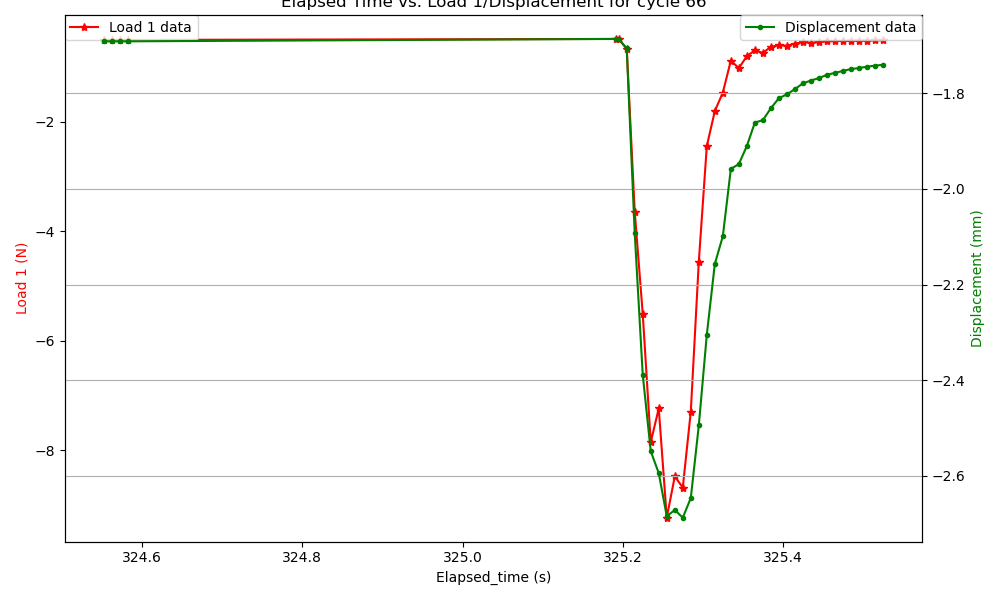 Elapsed Time vs. Load 1/Displacement for cycle 66
Load 1 data
Displacement data
−2
−4
−6
−8
−1.8
−2.0
−2.2
−2.4
−2.6
Load 1 (N)
Displacement (mm)
324.6
324.8
325.0
325.2
325.4
Elapsed_time (s)